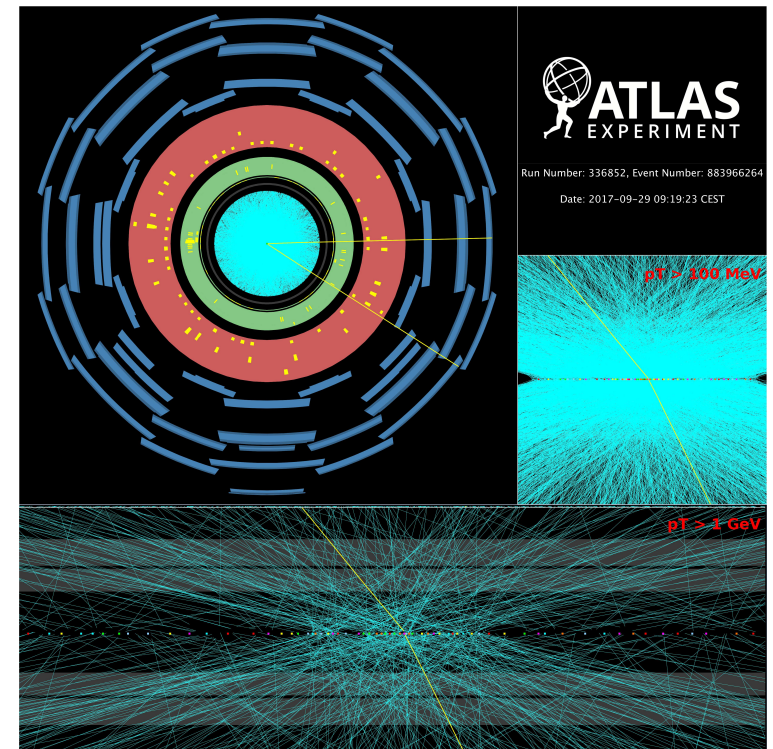 ATLAS
EXPERIMENT
Run Number: 336852, Event Number: 883966264
Date: 2017-09-29 09:19:23 CEST
pT > 100 MeV
pT > 1 GeV